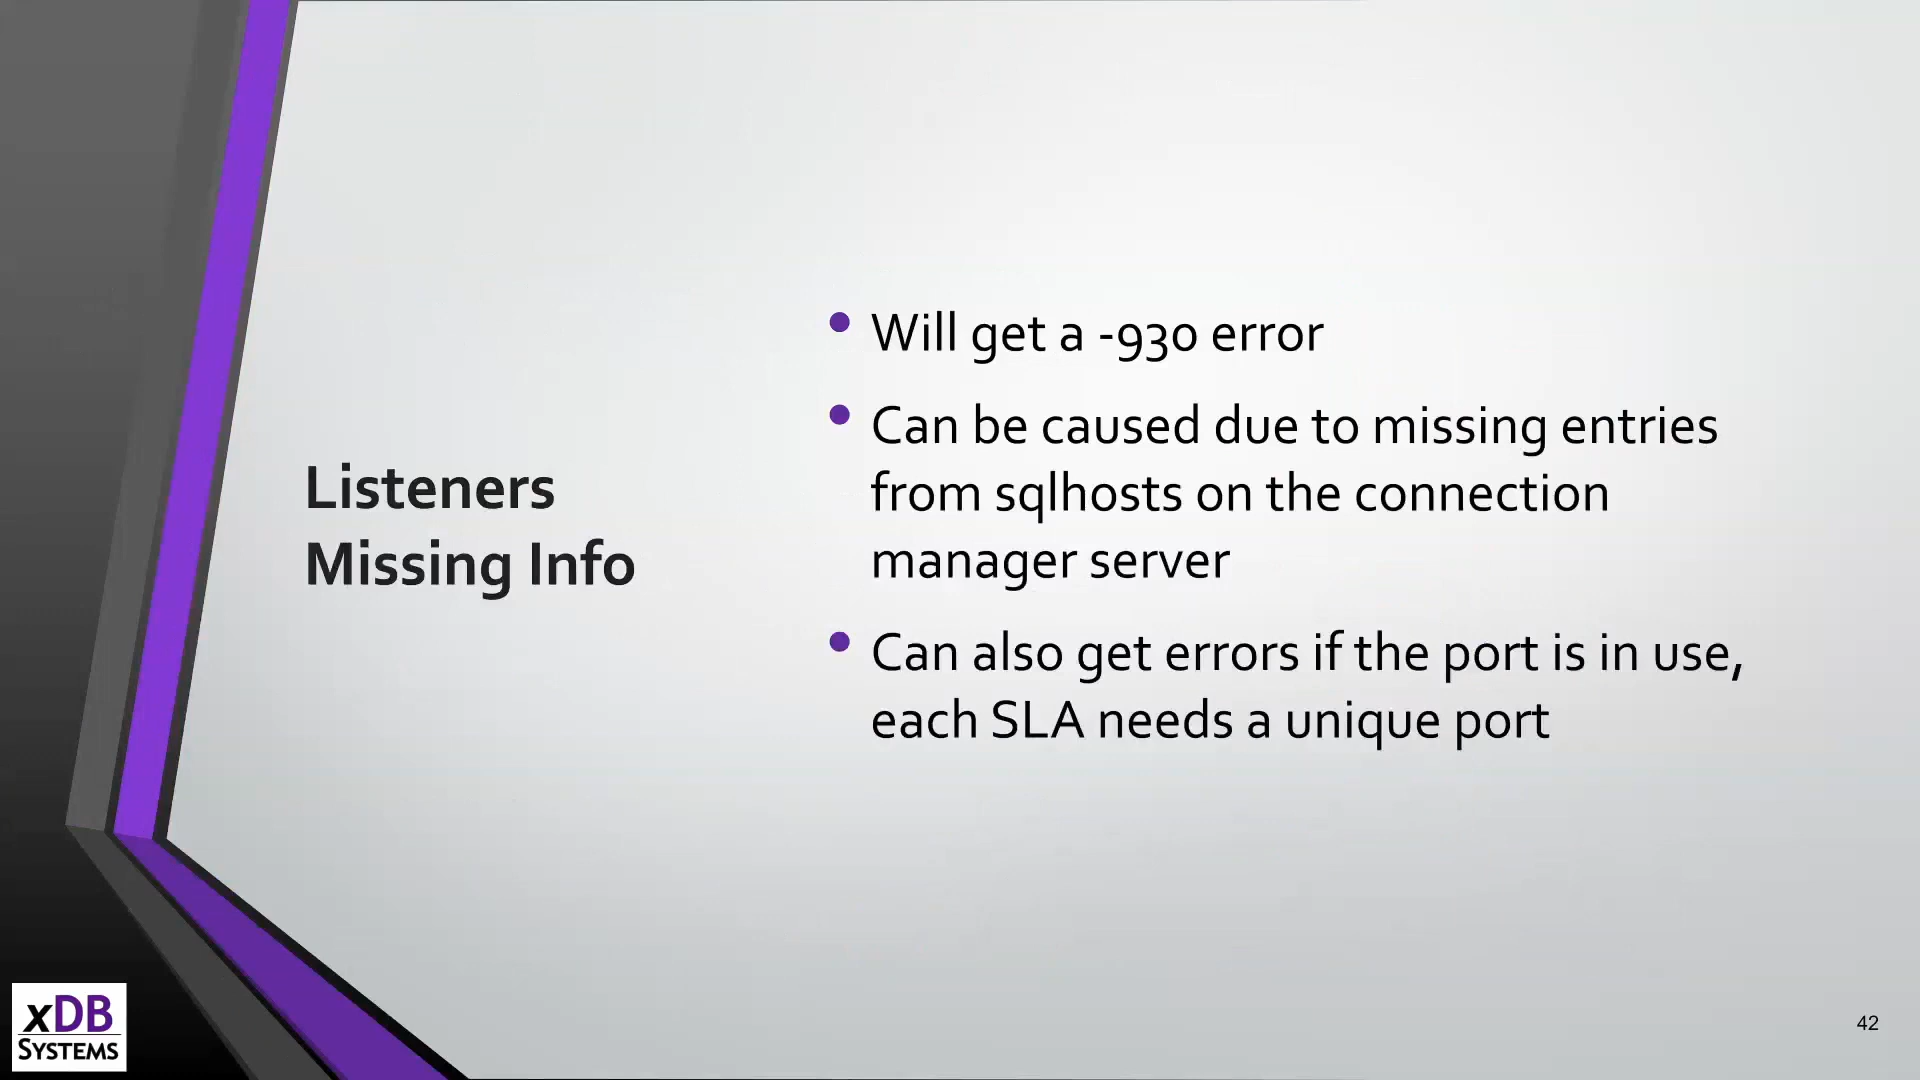 Listeners
Missing Info
• Will get a -930 error
• Can be caused due to missing entries
from sqlhosts on the connection
manager server
• Can also get errors if the port is in use,
each SLA needs a unique port
xDB
SYSTEMS
42